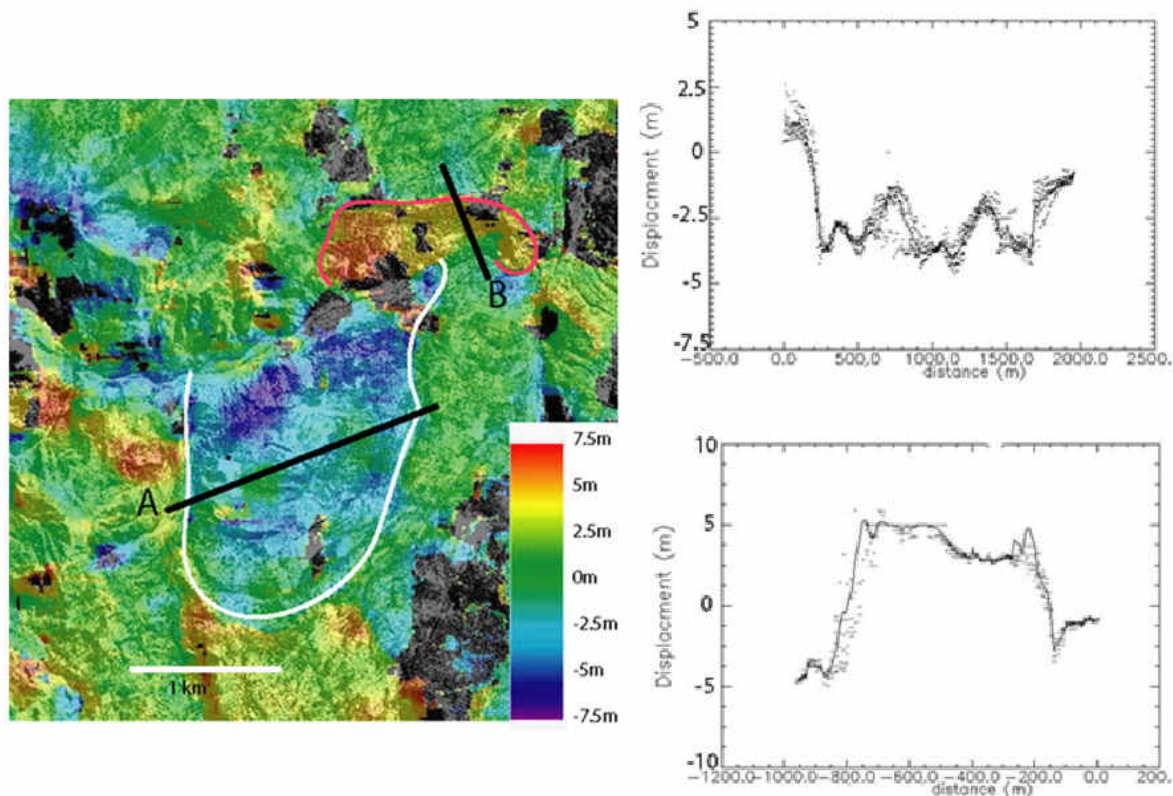 A
B
1 km
7.5m
5m
2.5m
0m
-2.5m
-5m
-7.5m
5
2.5
0
-2.5
-5
-7.5
Displacment (m)
-500.0 0.0 500.0 1000.0 1500.0 2000.0 2500.
distance (m)
10
5
0
-5
-10
Displacment (m)
-1200.0 -1000.0 -800.0 -600.0 -400.0 -200.0 0.0 200.
distance (m)